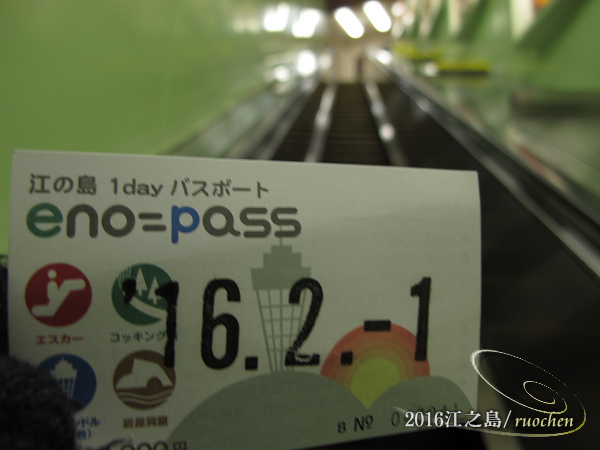 江の島 1day パスポート
eno=pass
'16.2.-1
エスカー
コッキング
岩屋洞窟
B №
2016江之島/ruochen